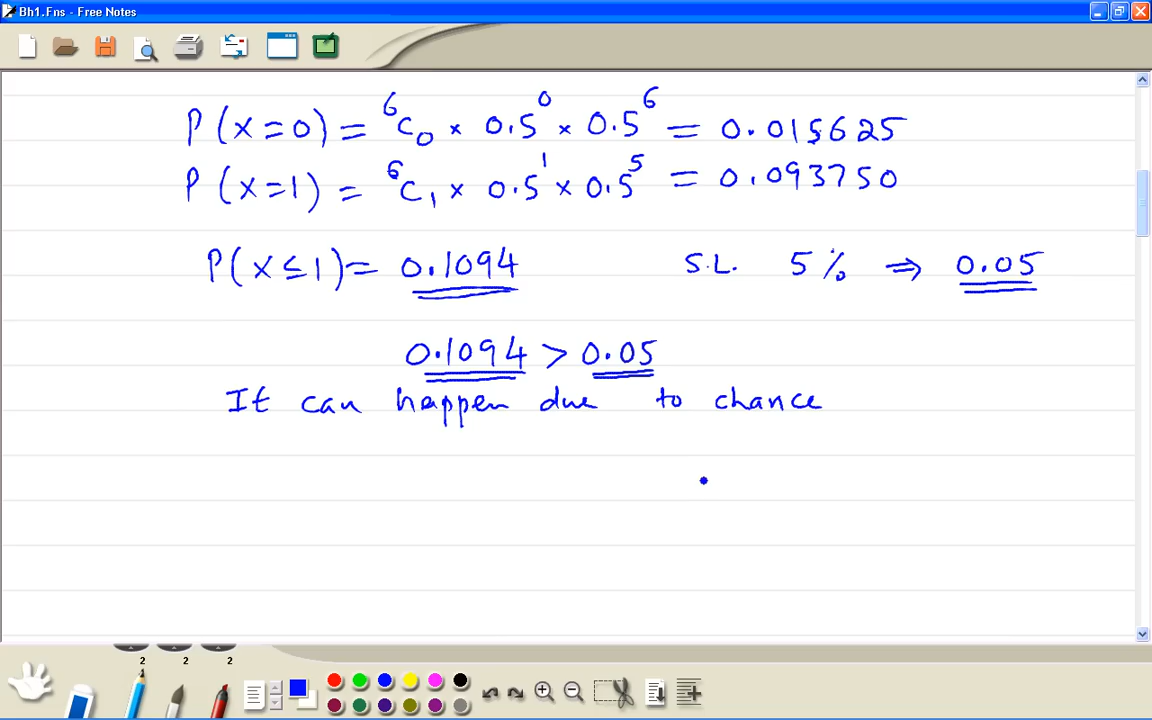 Bh1.Fns - Free Notes
P(x=0) = ⁶C₀ × 0.5⁰ × 0.5⁶ = 0.015625
P(x=1) = ⁶C₁ × 0.5¹ × 0.5⁵ = 0.093750
P(x≤1) = 0.1094 S.L. 5% ⇒ 0.05
0.1094 > 0.05
It can happen due to chance
2 2 2